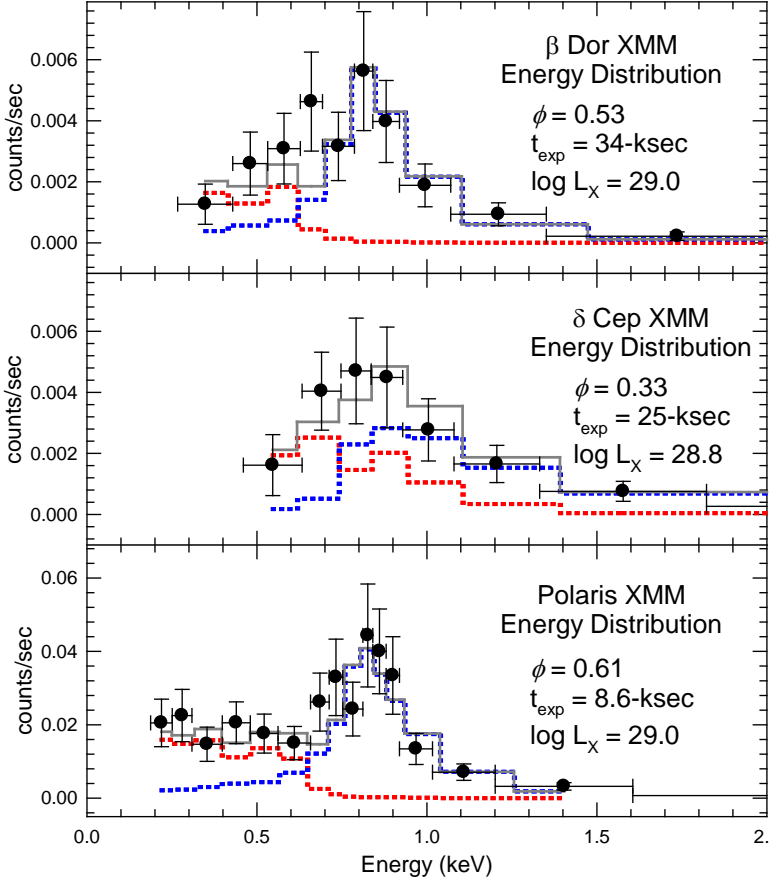 β Dor XMM
Energy Distribution
ϕ = 0.53
t_exp = 34-ksec
log L_X = 29.0
counts/sec
0.006
0.004
0.002
0.000
δ Cep XMM
Energy Distribution
ϕ = 0.33
t_exp = 25-ksec
log L_X = 28.8
counts/sec
0.006
0.004
0.002
0.000
Polaris XMM
Energy Distribution
ϕ = 0.61
t_exp = 8.6-ksec
log L_X = 29.0
counts/sec
0.06
0.04
0.02
0.00
0.0 0.5 1.0 1.5 2.
Energy (keV)